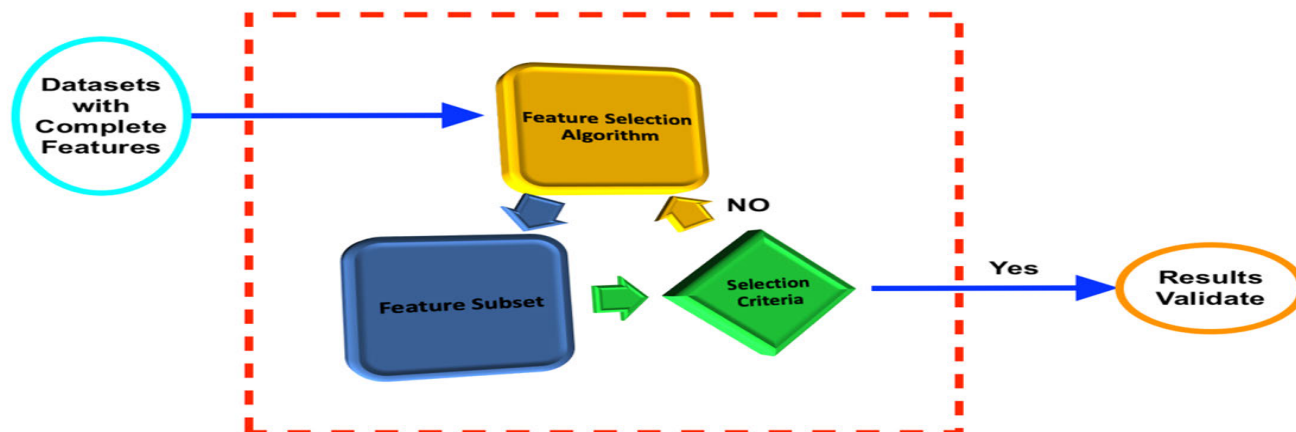 Datasets
with
Complete
Features
Feature Selection
Algorithm
NO
Feature Subset
Selection
Criteria
Yes
Results
Validate